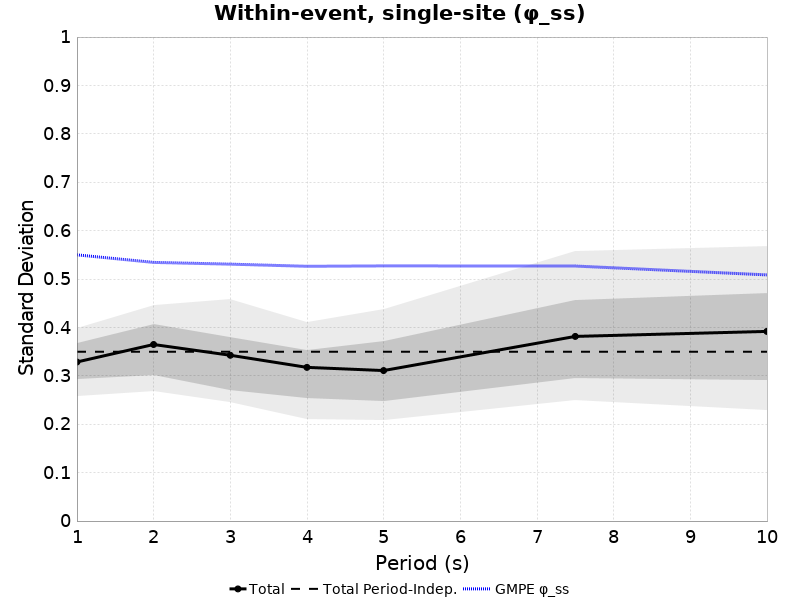 Within-event, single-site (φ_ss)
1
0.9
0.8
0.7
0.6
0.5
0.4
0.3
0.2
0.1
0
Standard Deviation
1 2 3 4 5 6 7 8 9 10
Period (s)
Total Total Period-Indep. GMPE φ_ss